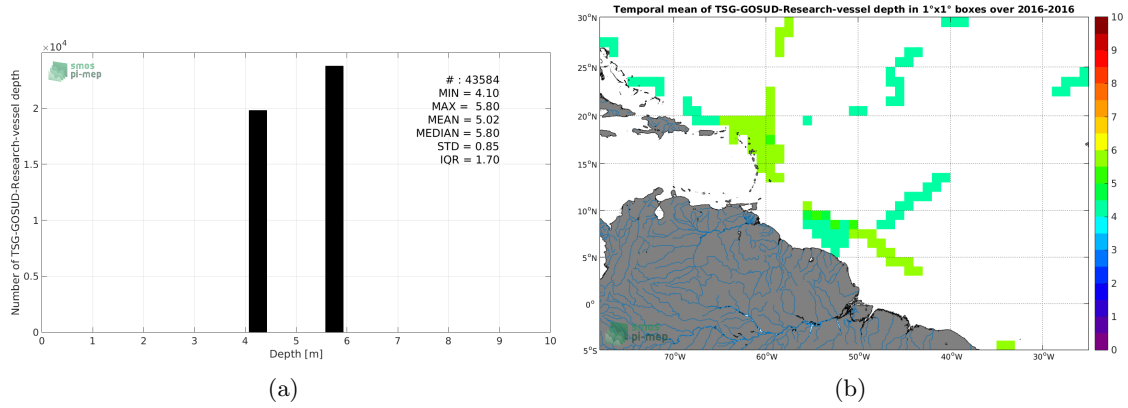 ×10⁴
smos
pi-mep
# : 43584
MIN = 4.10
MAX = 5.80
MEAN = 5.02
MEDIAN = 5.80
STD = 0.85
IQR = 1.70
Number of TSG-GOSUD-Research-vessel depth
2
1.5
1
0.5
0
0 1 2 3 4 5 6 7 8 9 10
Depth [m]
(a)
Temporal mean of TSG-GOSUD-Research-vessel depth in 1°x1° boxes over 2016-2016
30°N
25°N
20°N
15°N
10°N
5°N
0°
5°S
70°W 60°W 50°W 40°W 30°W
smos
pi-mep
10
9
8
7
6
5
4
3
2
1
0
(b)